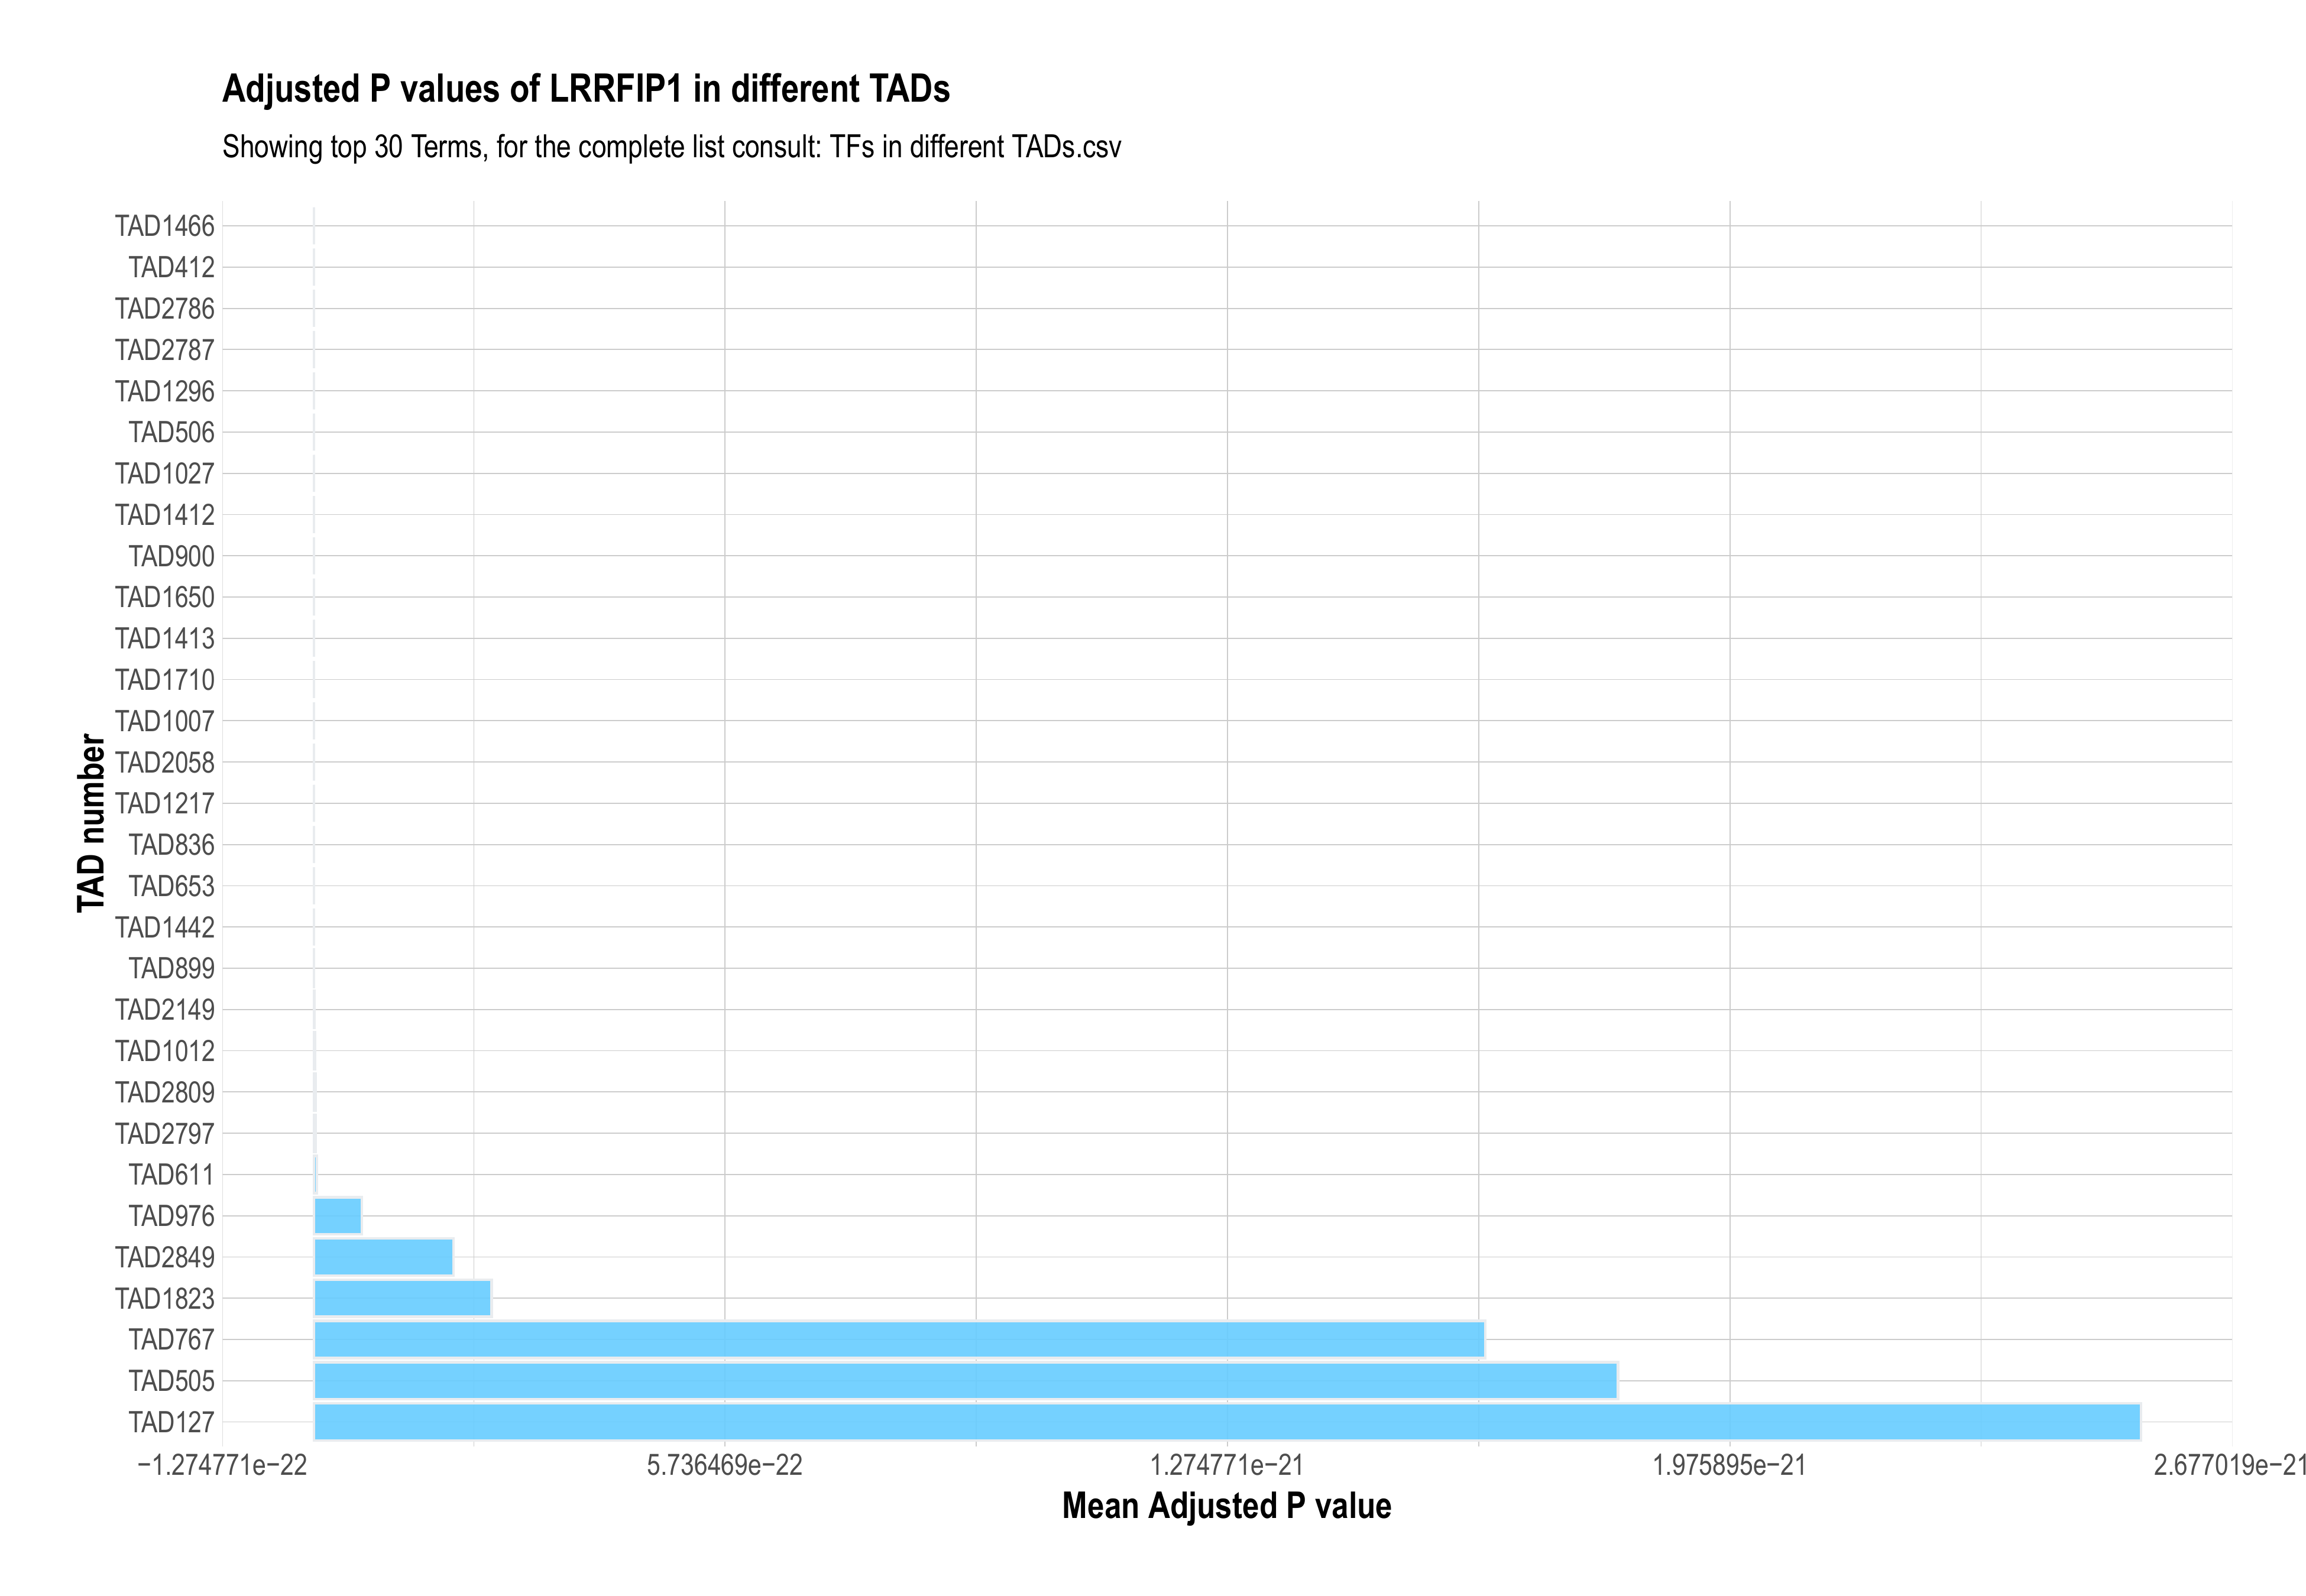 Adjusted P values of LRRFIP1 in different TADs
Showing top 30 Terms, for the complete list consult: TFs in different TADs.csv
TAD number
TAD1466
TAD412
TAD2786
TAD2787
TAD1296
TAD506
TAD1027
TAD1412
TAD900
TAD1650
TAD1413
TAD1710
TAD1007
TAD2058
TAD1217
TAD836
TAD653
TAD1442
TAD899
TAD2149
TAD1012
TAD2809
TAD2797
TAD611
TAD976
TAD2849
TAD1823
TAD767
TAD505
TAD127
−1.274771e−22 5.736469e−22 1.274771e−21 1.975895e−21 2.677019e−21
Mean Adjusted P value